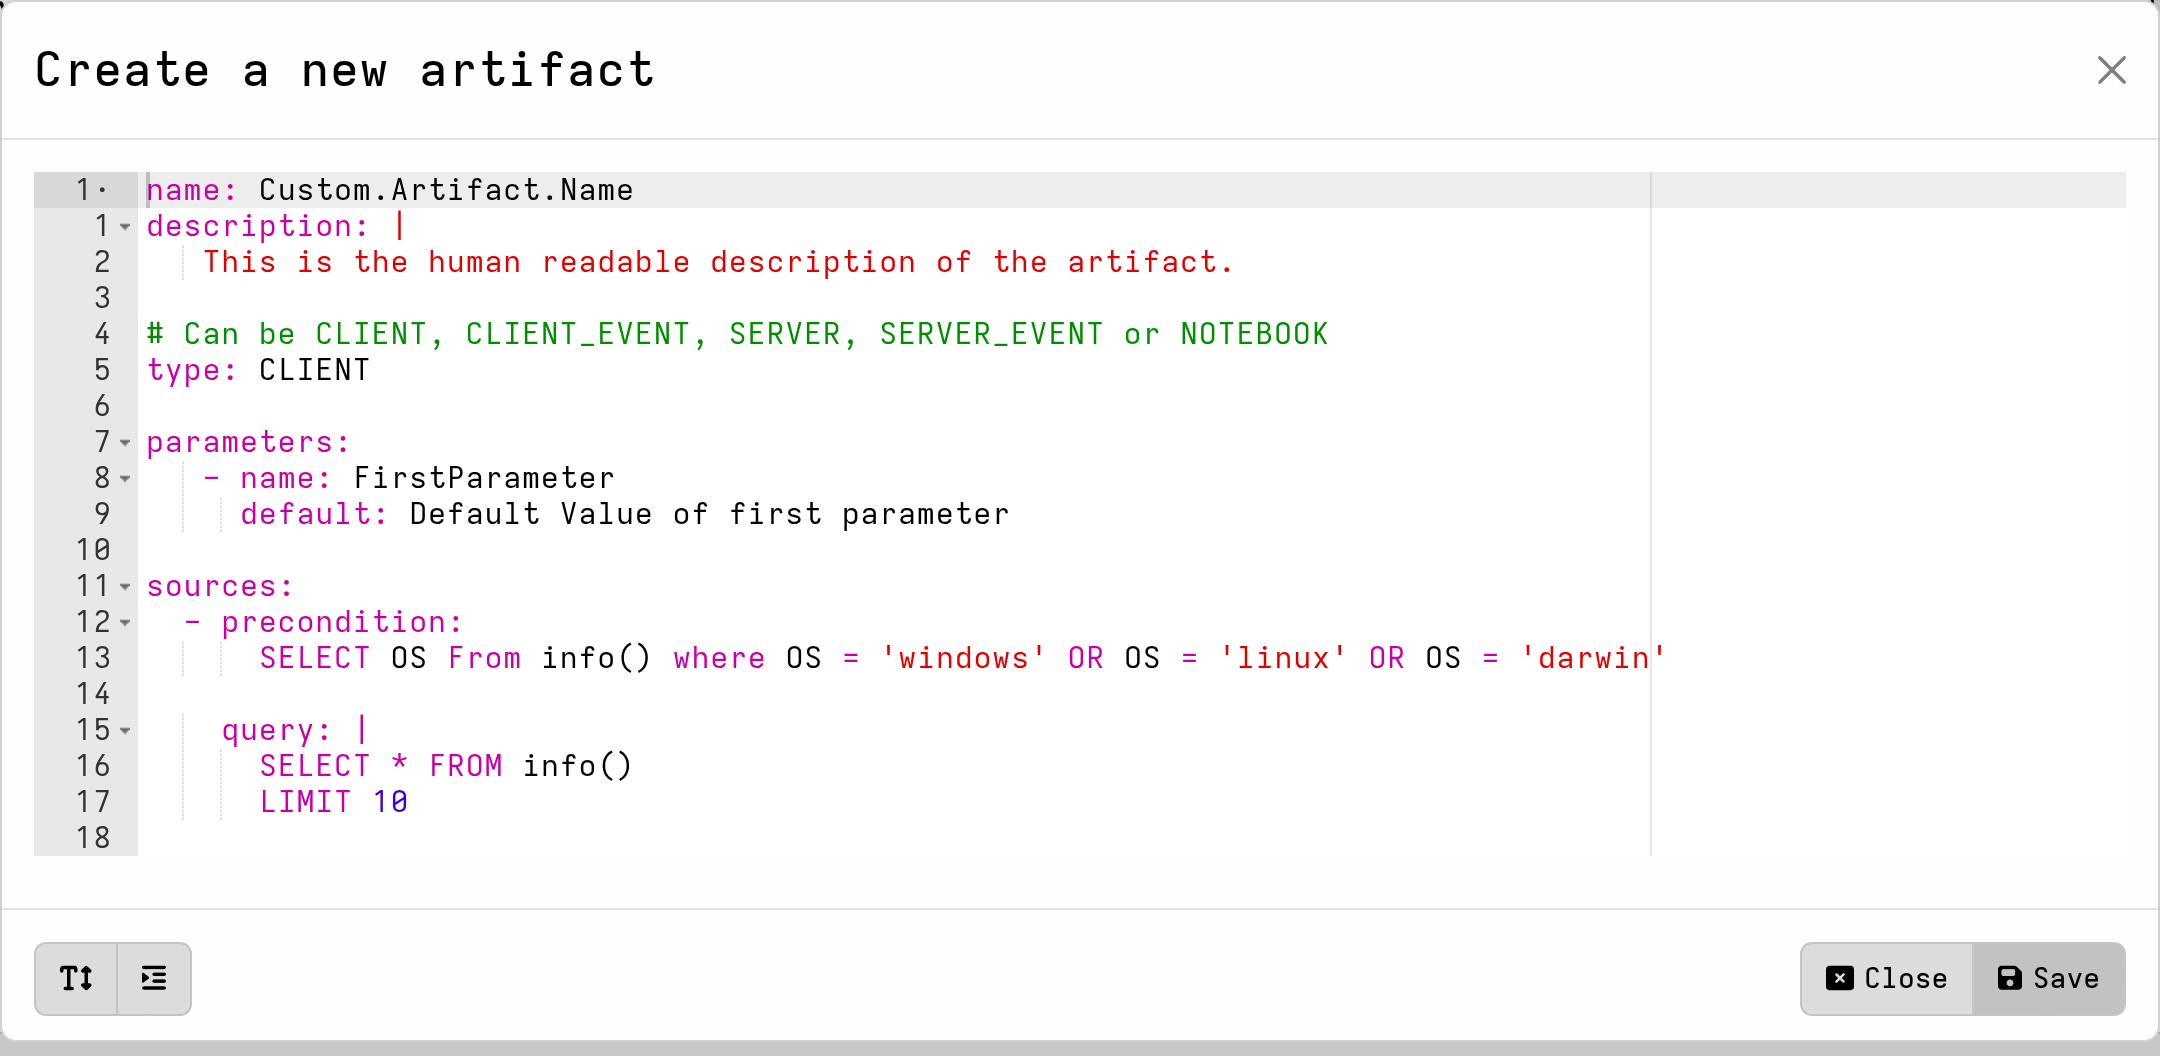 Create a new artifact
1· name: Custom.Artifact.Name
1 description: |
2 This is the human readable description of the artifact.
3
4 # Can be CLIENT, CLIENT_EVENT, SERVER, SERVER_EVENT or NOTEBOOK
5 type: CLIENT
6
7 parameters:
8 - name: FirstParameter
9 default: Default Value of first parameter
10
11 sources:
12 - precondition:
13 SELECT OS From info() where OS = 'windows' OR OS = 'linux' OR OS = 'darwin'
14
15 query: |
16 SELECT * FROM info()
17 LIMIT 10
18
Close Save